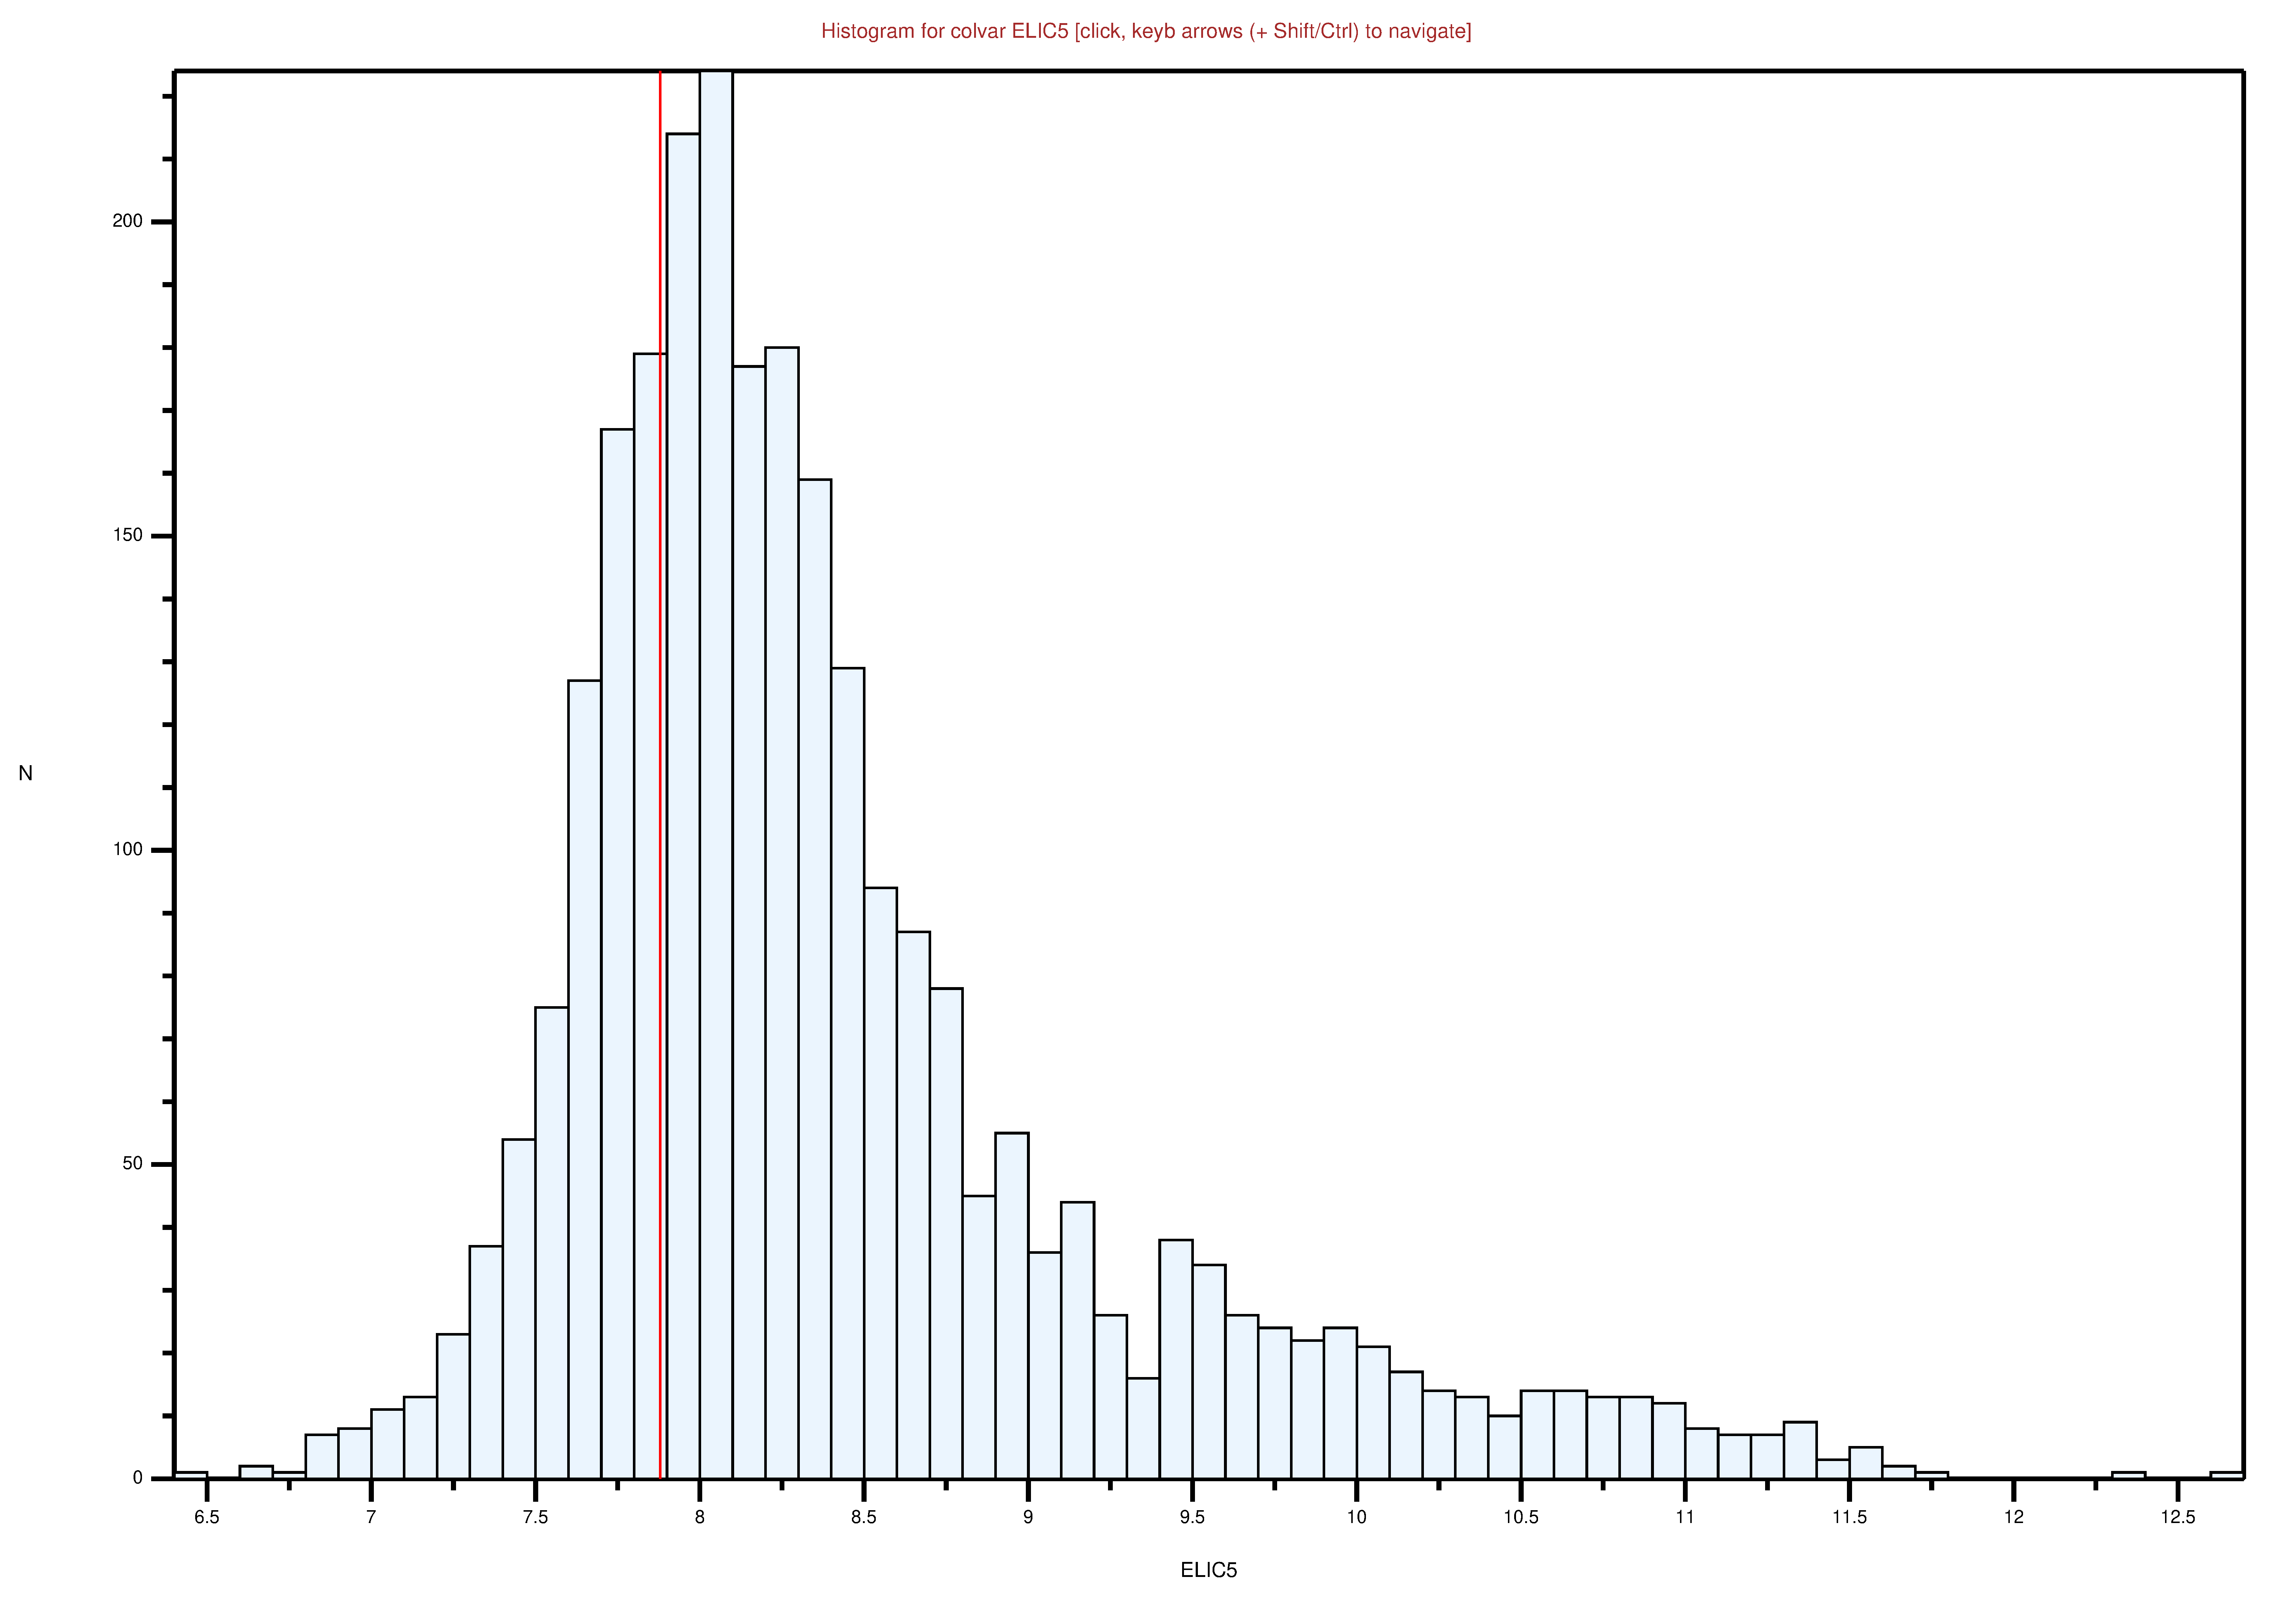 Histogram for colvar ELIC5 [click, keyb arrows (+ Shift/Ctrl) to navigate]
200
150
N
100
50
0
6.5 7 7.5 8 8.5 9 9.5 10 10.5 11 11.5 12 12.5
ELIC5